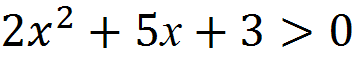 2x² + 5x + 3 > 0